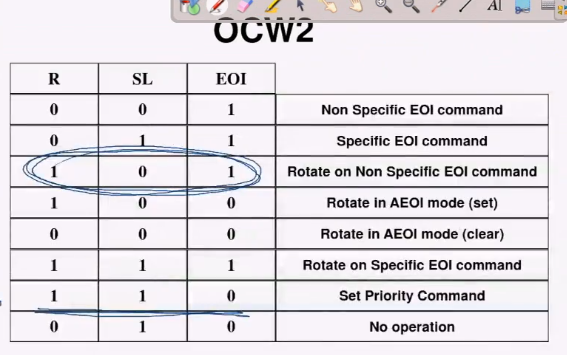 OCW2
R SL EOI
0 0 1 Non Specific EOI command
0 1 1 Specific EOI command
1 0 1 Rotate on Non Specific EOI command
1 0 0 Rotate in AEOI mode (set)
0 0 0 Rotate in AEOI mode (clear)
1 1 1 Rotate on Specific EOI command
1 1 0 Set Priority Command
0 1 0 No operation